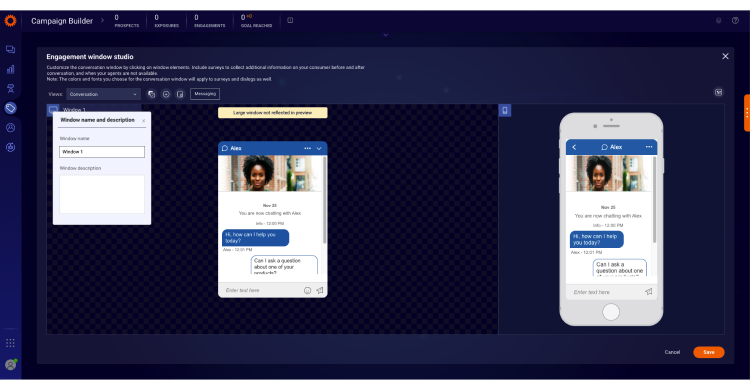 Campaign Builder
0
PROSPECTS
0
EXPOSURES
0
ENGAGEMENTS
0
GOAL REACHED
Engagement window studio
Customize the conversation window by clicking on window elements. Include surveys to collect additional information on your consumer before and after
conversation, and when your agents are not available.
Note: The colors and fonts you choose for the conversation window will apply to surveys and dialogs as well.
Views:
Conversation
Messaging
Window 1
Window name and description
Window name
Window 1
Window description
Large window not reflected in preview
Alex
Nov 25
You are now chatting with Alex
Info - 12:00 PM
Hi, how can I help you
today?
Alex - 12:01 PM
Can I ask a question
about one of your
products?
Enter text here
Alex
Nov 25
You are now chatting with Alex
Info - 12:00 PM
Hi, how can I help
you today?
Alex - 12:01 PM
Can I ask a
question about one
of your products?
Enter text here
Cancel
Save